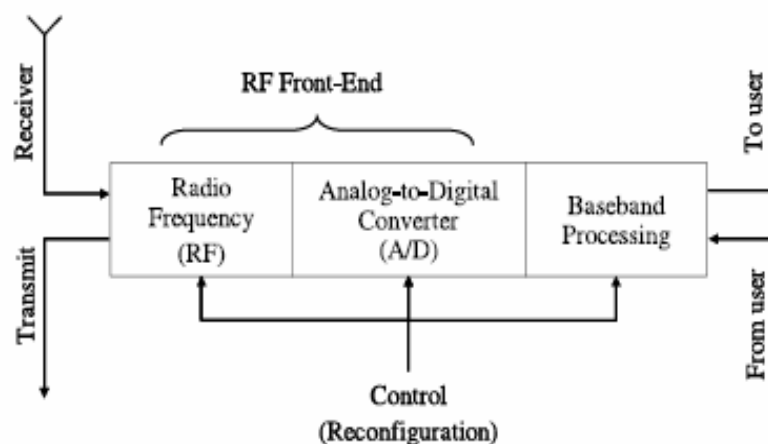 RF Front-End
Receiver
To user
Radio
Frequency
(RF)
Analog-to-Digital
Converter
(A/D)
Baseband
Processing
Transmit
From user
Control
(Reconfiguration)